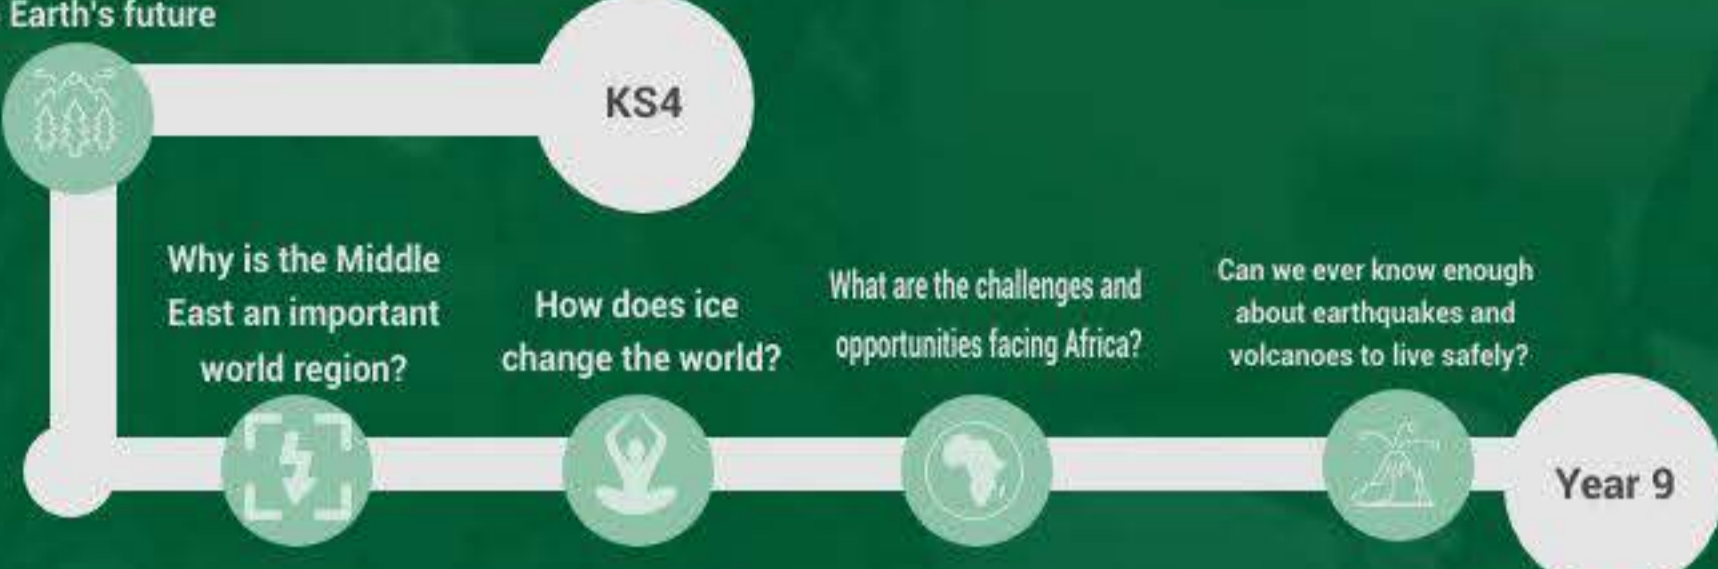 Earth's future
KS4
Why is the Middle
East an important
world region?
How does ice
change the world?
What are the challenges and
opportunities facing Africa?
Can we ever know enough
about earthquakes and
volcanoes to live safely?
Year 9